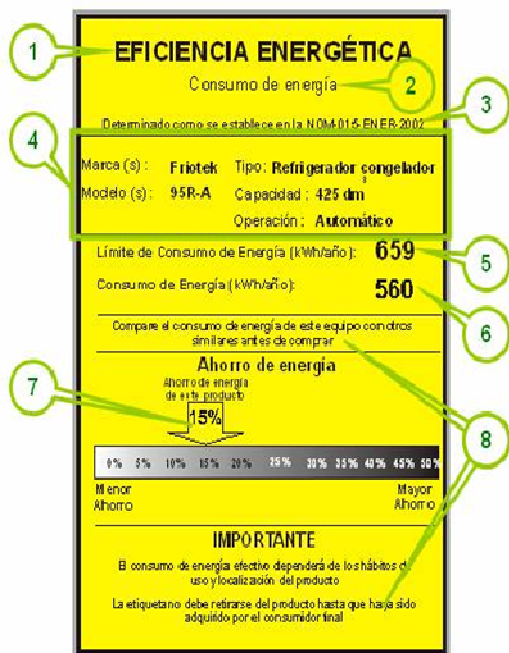 1
EFICIENCIA ENERGÉTICA
Consumo de energía
2
3
Determinado como se establece en la NOM-015-ENER-2002
4
Marca (s) : Friotek Tipo: Refrigerador congelador
Modelo (s) : 95R-A Capacidad : 425 dm3
Operación : Automático
Límite de Consumo de Energía (kWh/año): 659
5
Consumo de Energía (kWh/año): 560
6
Compare el consumo de energía de este equipo con otros
similares antes de comprar
Ahorro de energía
7
Ahorro de energía
de este producto
15%
8
0% 5% 10% 15% 20% 25% 30% 35% 40% 45% 50%
Menor Mayor
Ahorro Ahorro
IMPORTANTE
El consumo de energía efectivo dependerá de los hábitos de
uso y localización del producto
La etiqueta no debe retirarse del producto hasta que haya sido
adquirido por el consumidor final